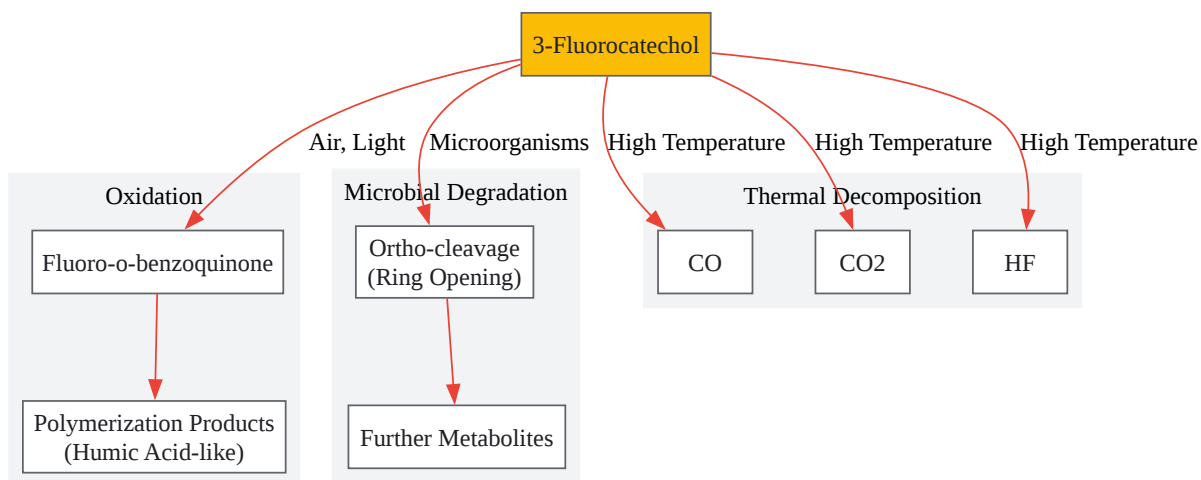 3-Fluorocatechol
Air, Light
Microorganisms
High Temperature
High Temperature
High Temperature
Oxidation
Microbial Degradation
Thermal Decomposition
Fluoro-o-benzoquinone
Ortho-cleavage
(Ring Opening)
CO
CO2
HF
Polymerization Products
(Humic Acid-like)
Further Metabolites